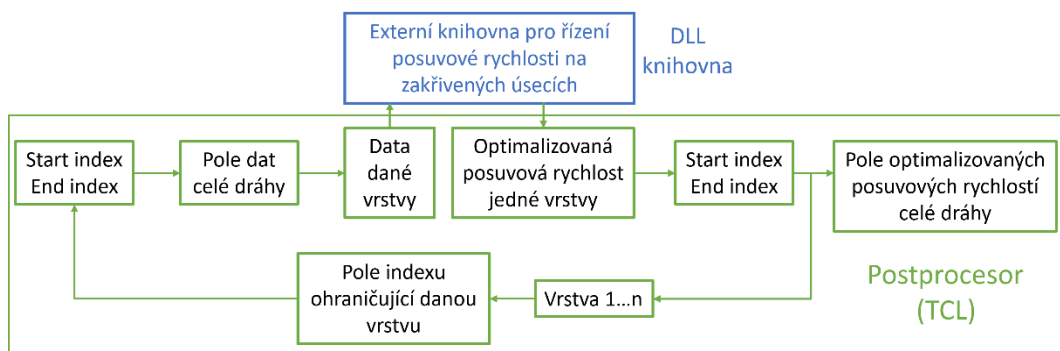 Externí knihovna pro řízení
posuvové rychlosti na
zakřivených úsecích
DLL
knihovna
Start index
End index
Pole dat
celé dráhy
Data
dané
vrstvy
Optimalizovaná
posuvová rychlost
jedné vrstvy
Start index
End index
Pole optimalizovaných
posuvových rychlostí
celé dráhy
Pole indexu
ohraničující danou
vrstvu
Vrstva 1...n
Postprocesor
(TCL)